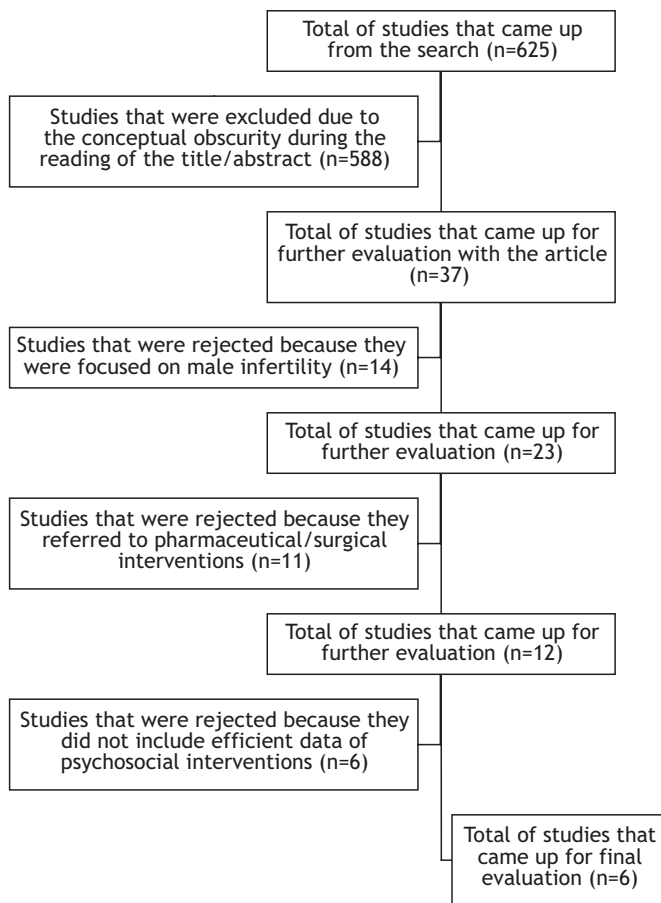 Total of studies that came up
from the search (n=625)
Studies that were excluded due to
the conceptual obscurity during the
reading of the title/abstract (n=588)
Total of studies that came up for
further evaluation with the article
(n=37)
Studies that were rejected because they
were focused on male infertility (n=14)
Total of studies that came up for
further evaluation (n=23)
Studies that were rejected because they
referred to pharmaceutical/surgical
interventions (n=11)
Total of studies that came up for
further evaluation (n=12)
Studies that were rejected because they
did not include efficient data of
psychosocial interventions (n=6)
Total of studies that
came up for final
evaluation (n=6)